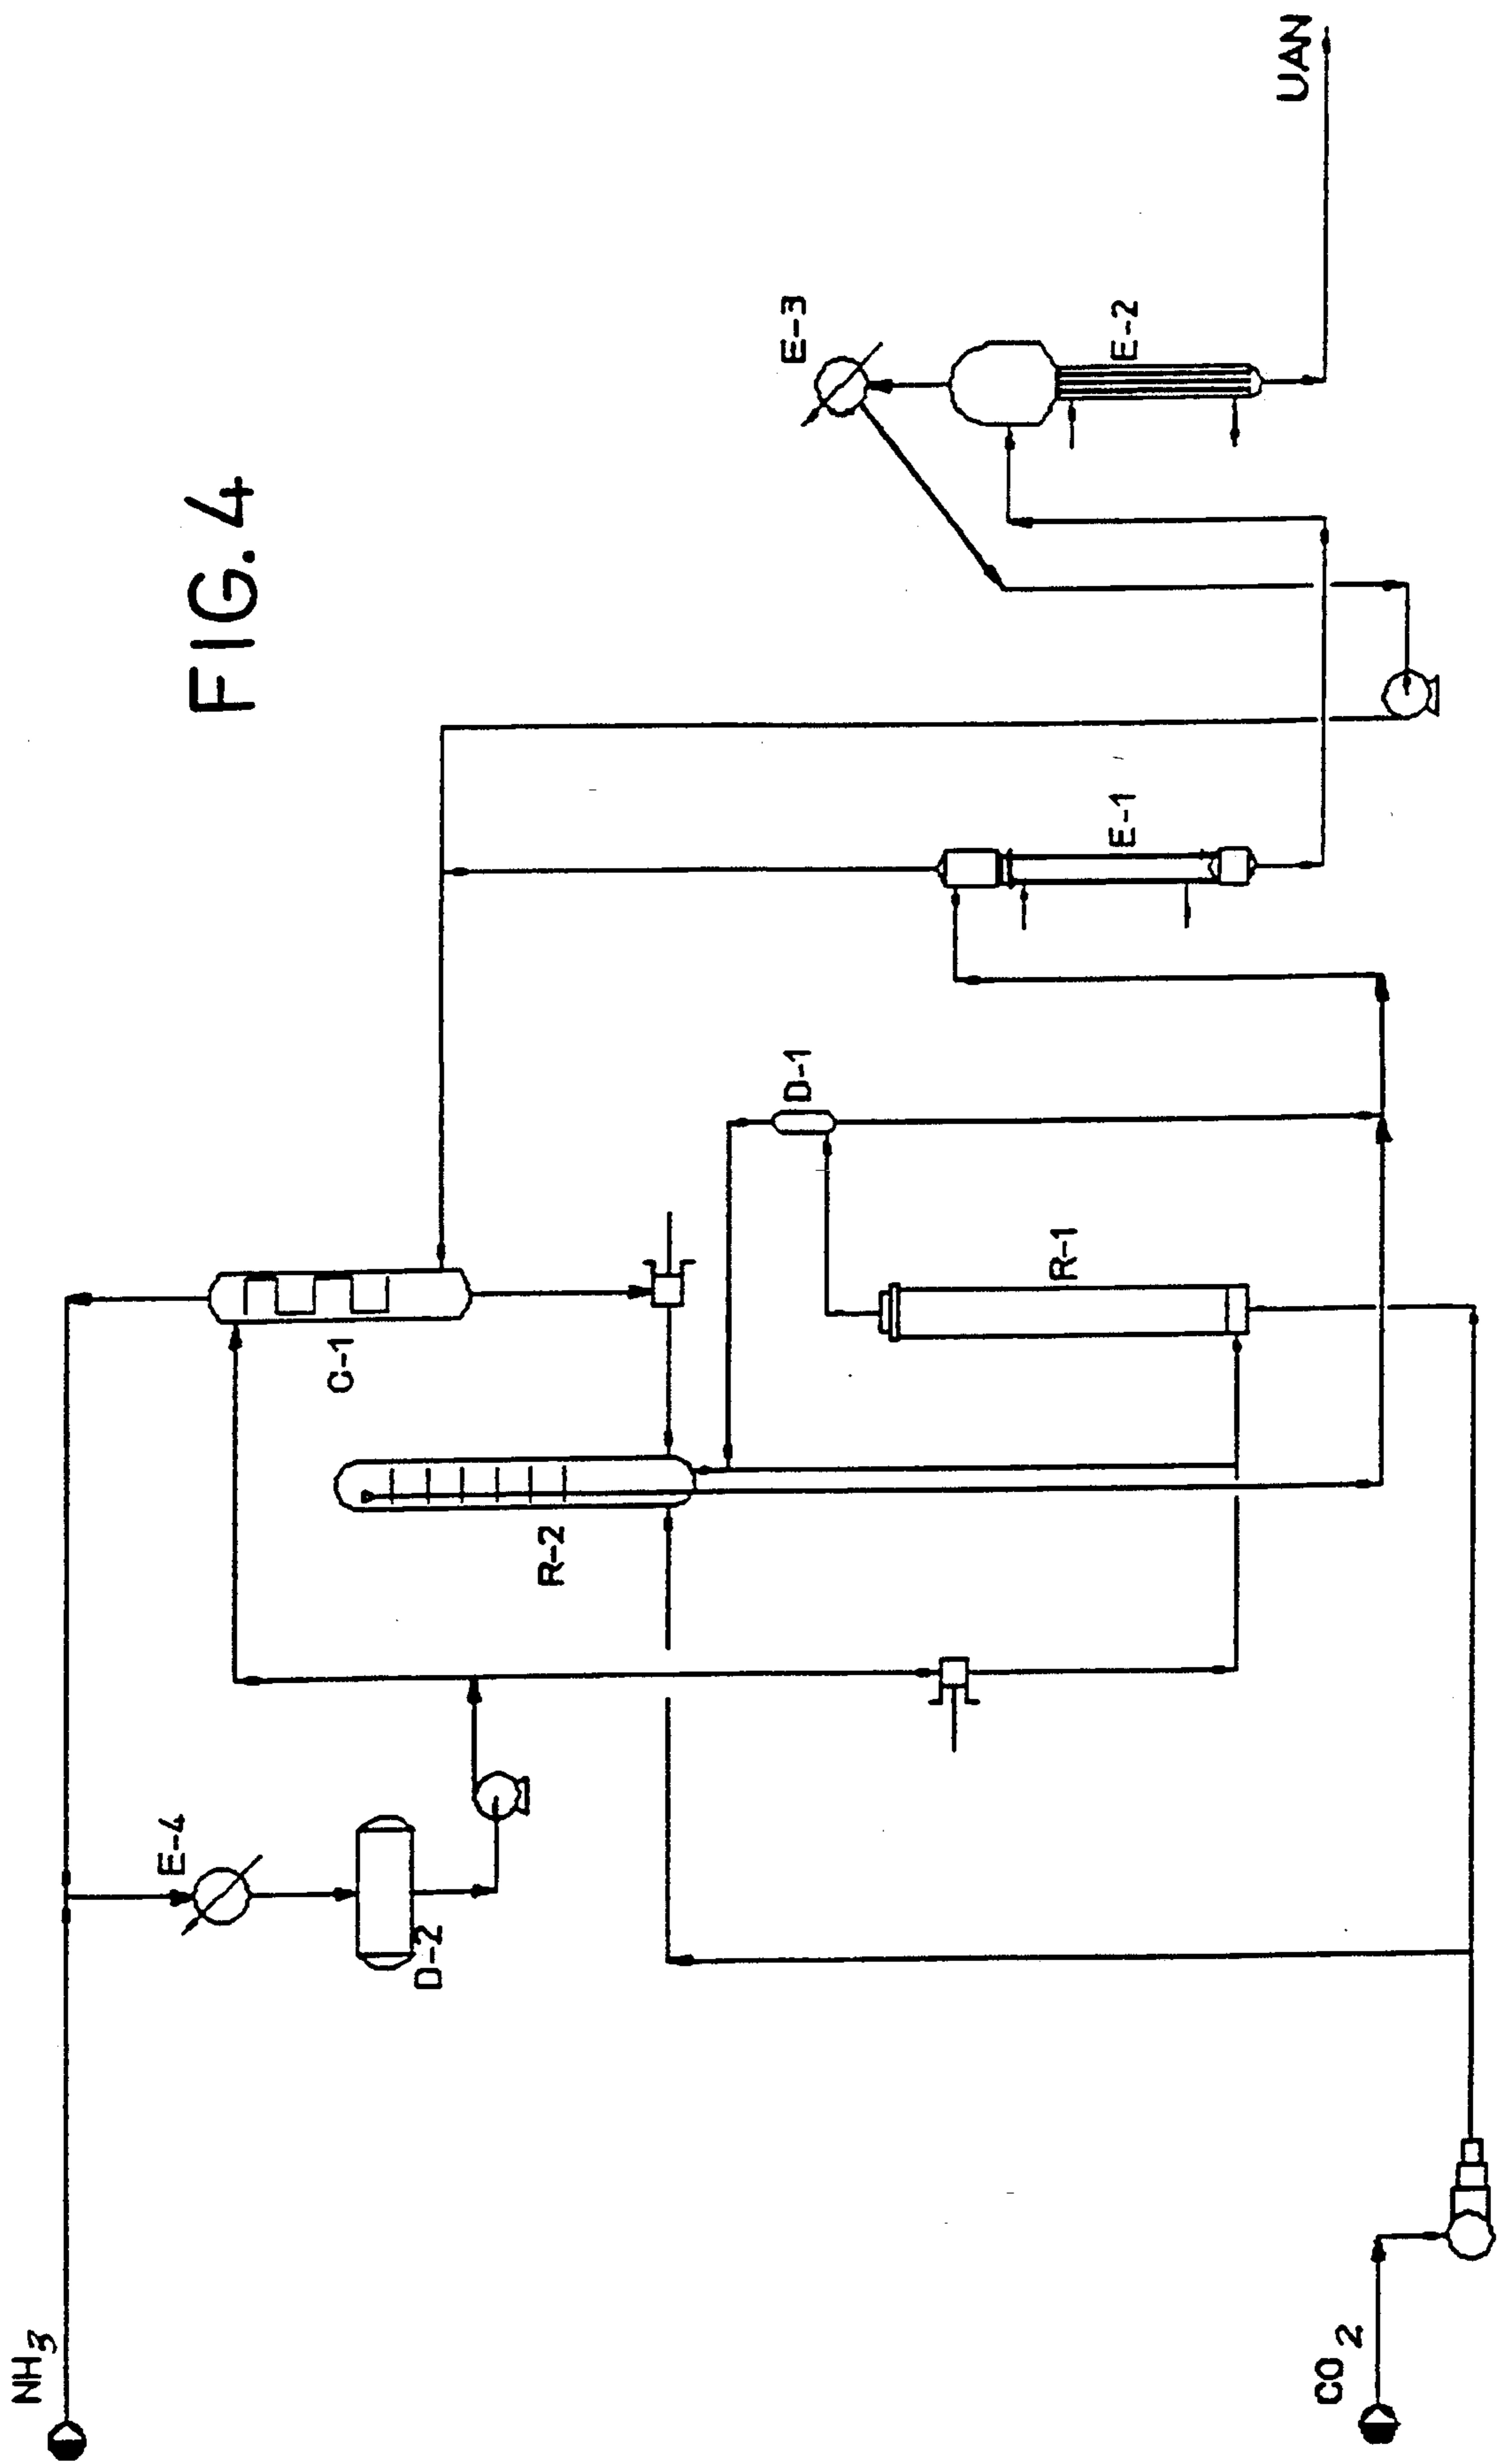 NH3
E-4
FIG. 4
C-1
D-2
R-2
D-1
E-3
R-1
E-1
E-2
UAN
CO2